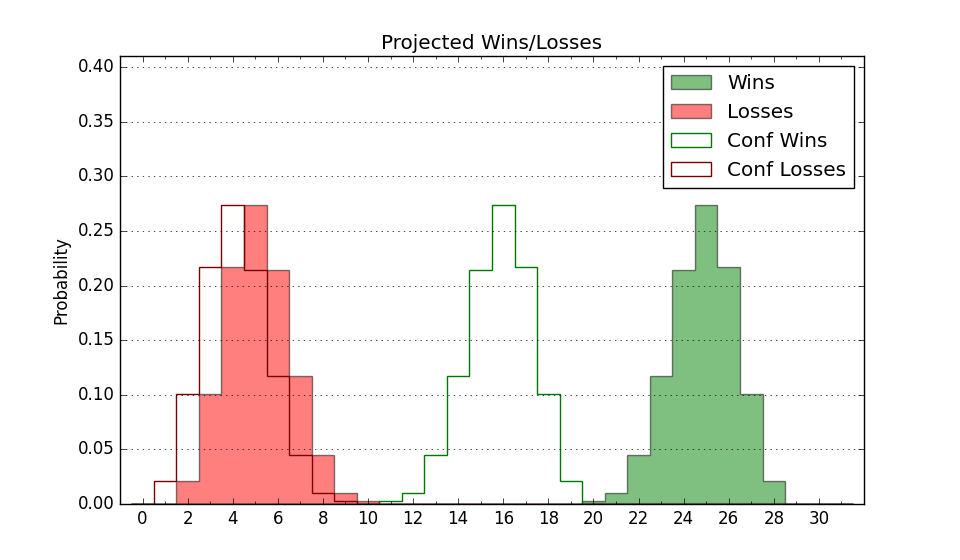 Projected Wins/Losses
0.40
0.35
0.30
0.25
0.20
0.15
0.10
0.05
0.00
Probability
Wins
Losses
Conf Wins
Conf Losses
0 2 4 6 8 10 12 14 16 18 20 22 24 26 28 30